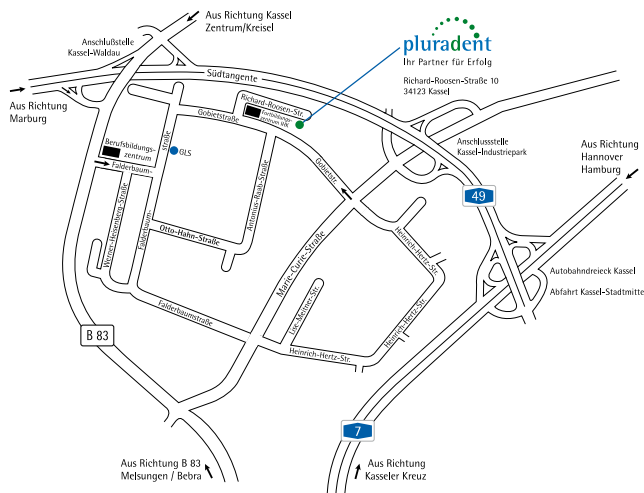 Aus Richtung Kassel
Zentrum/Kreisel
Anschlußstelle
Kassel-Waldau
pluradent
Ihr Partner für Erfolg
Richard-Roosen-Straße 10
34123 Kassel
Südtangente
Aus Richtung
Marburg
Richard-Roosen-Str.
Fortbildungs-
zentrum IHK
Gobietstraße
Anschlussstelle
Kassel-Industriepark
Aus Richtung
Hannover
Hamburg
Berufsbildungs-
zentrum
straße
GLS
Falderbaum-
Gobietstr.
49
Werner-Heisenberg-Straße
Falderbaum-
Otto-Hahn-Straße
Antonius-Raab-Straße
Marie-Curie-Straße
Heinrich-Hertz-Str.
Autobahndreieck Kassel
Abfahrt Kassel-Stadtmitte
Falderbaumstraße
Lise-Meitner-Str.
Heinrich-Hertz-Str.
Heinrich-Hertz-Str.
B 83
7
Aus Richtung B 83
Melsungen / Bebra
Aus Richtung
Kasseler Kreuz